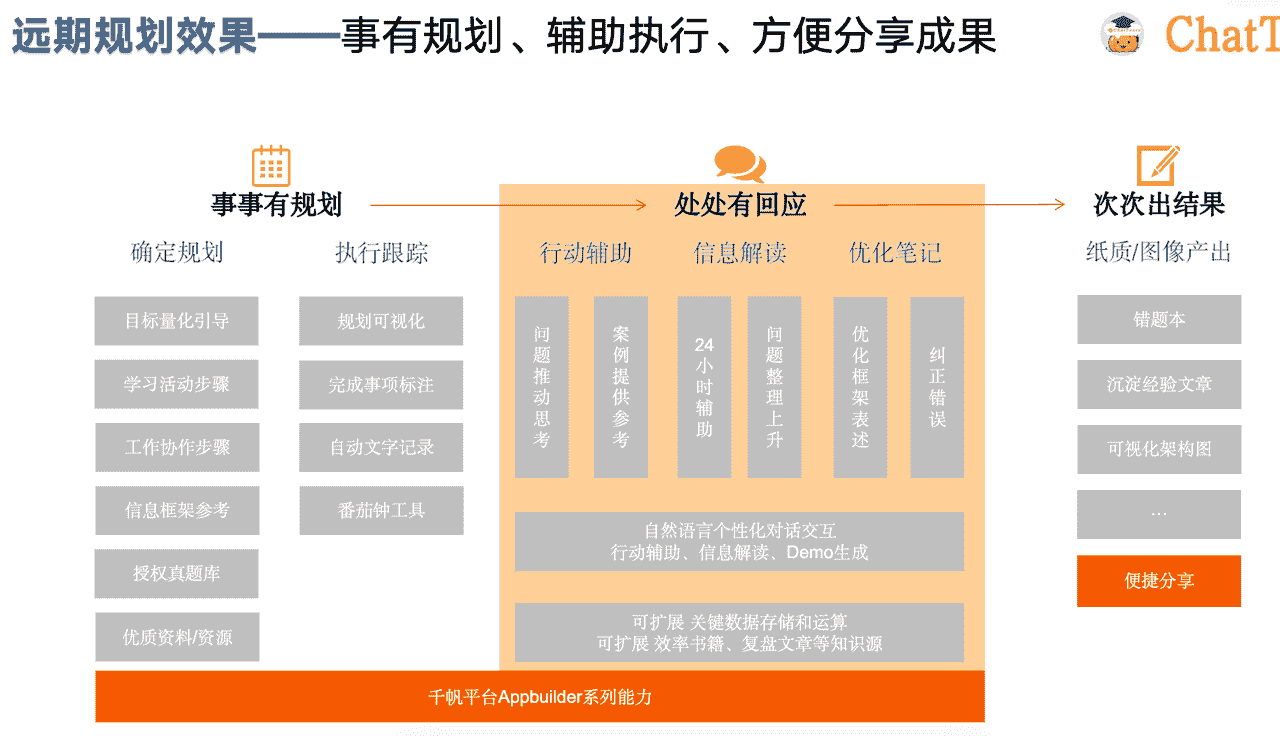 远期规划效果——事有规划、辅助执行、方便分享成果
ChatT
事事有规划
处处有回应
次次出结果
确定规划
执行跟踪
行动辅助
信息解读
优化笔记
纸质/图像产出
目标量化引导
学习活动步骤
工作协作步骤
信息框架参考
授权真题库
优质资料/资源
规划可视化
完成事项标注
自动文字记录
番茄钟工具
问题推动思考
案例提供参考
24小时辅助
问题整理上升
优化框架表述
纠正错误
自然语言个性化对话交互
行动辅助、信息解读、Demo生成
可扩展 关键数据存储和运算
可扩展 效率书籍、复盘文章等知识源
错题本
沉淀经验文章
可视化架构图
...
便捷分享
千帆平台Appbuilder系列能力